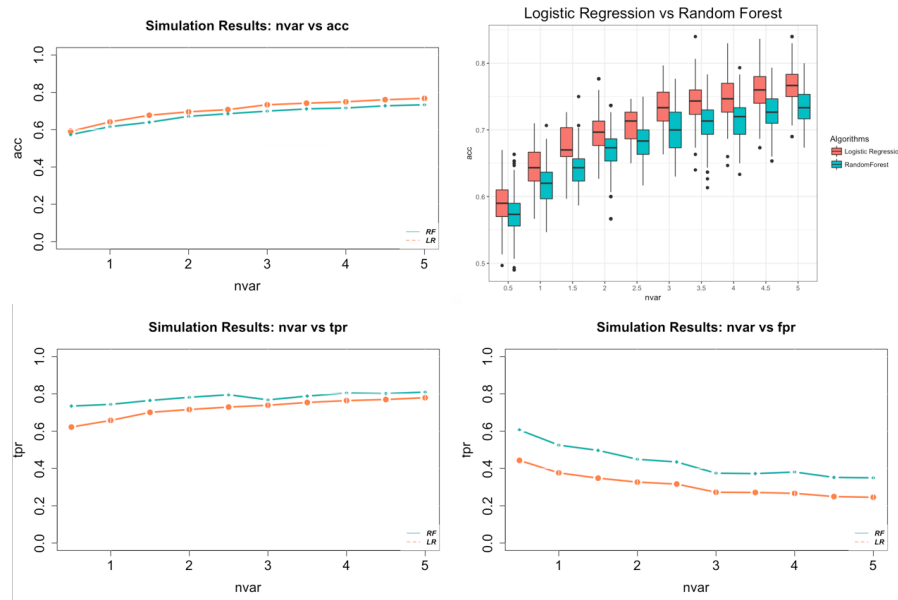 Simulation Results: nvar vs acc
acc
1.0
0.8
0.6
0.4
0.2
0.0
1 2 3 4 5
nvar
RF
LR
Logistic Regression vs Random Forest
acc
0.8
0.7
0.6
0.5
0.5 1 1.5 2 2.5 3 3.5 4 4.5 5
nvar
Algorithms
Logistic Regressio
RandomForest
Simulation Results: nvar vs tpr
tpr
1.0
0.8
0.6
0.4
0.2
0.0
1 2 3 4 5
nvar
RF
LR
Simulation Results: nvar vs fpr
tpr
1.0
0.8
0.6
0.4
0.2
0.0
1 2 3 4 5
nvar
RF
LR